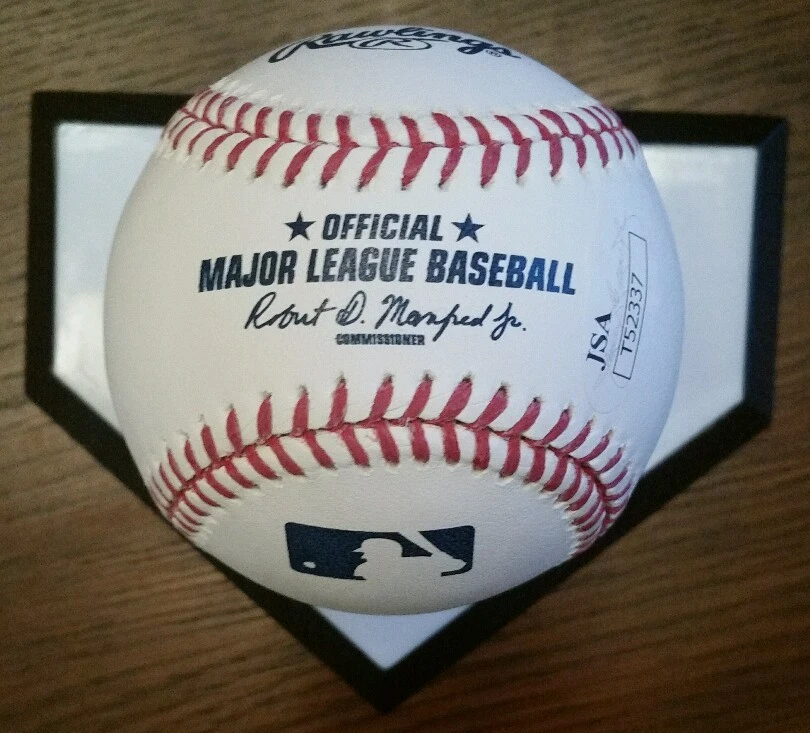 Rawlings
R
®
★ OFFICIAL ★
MAJOR LEAGUE BASEBALL
Robert D. Manfred Jr.
COMMISSIONER
JSA
T52337